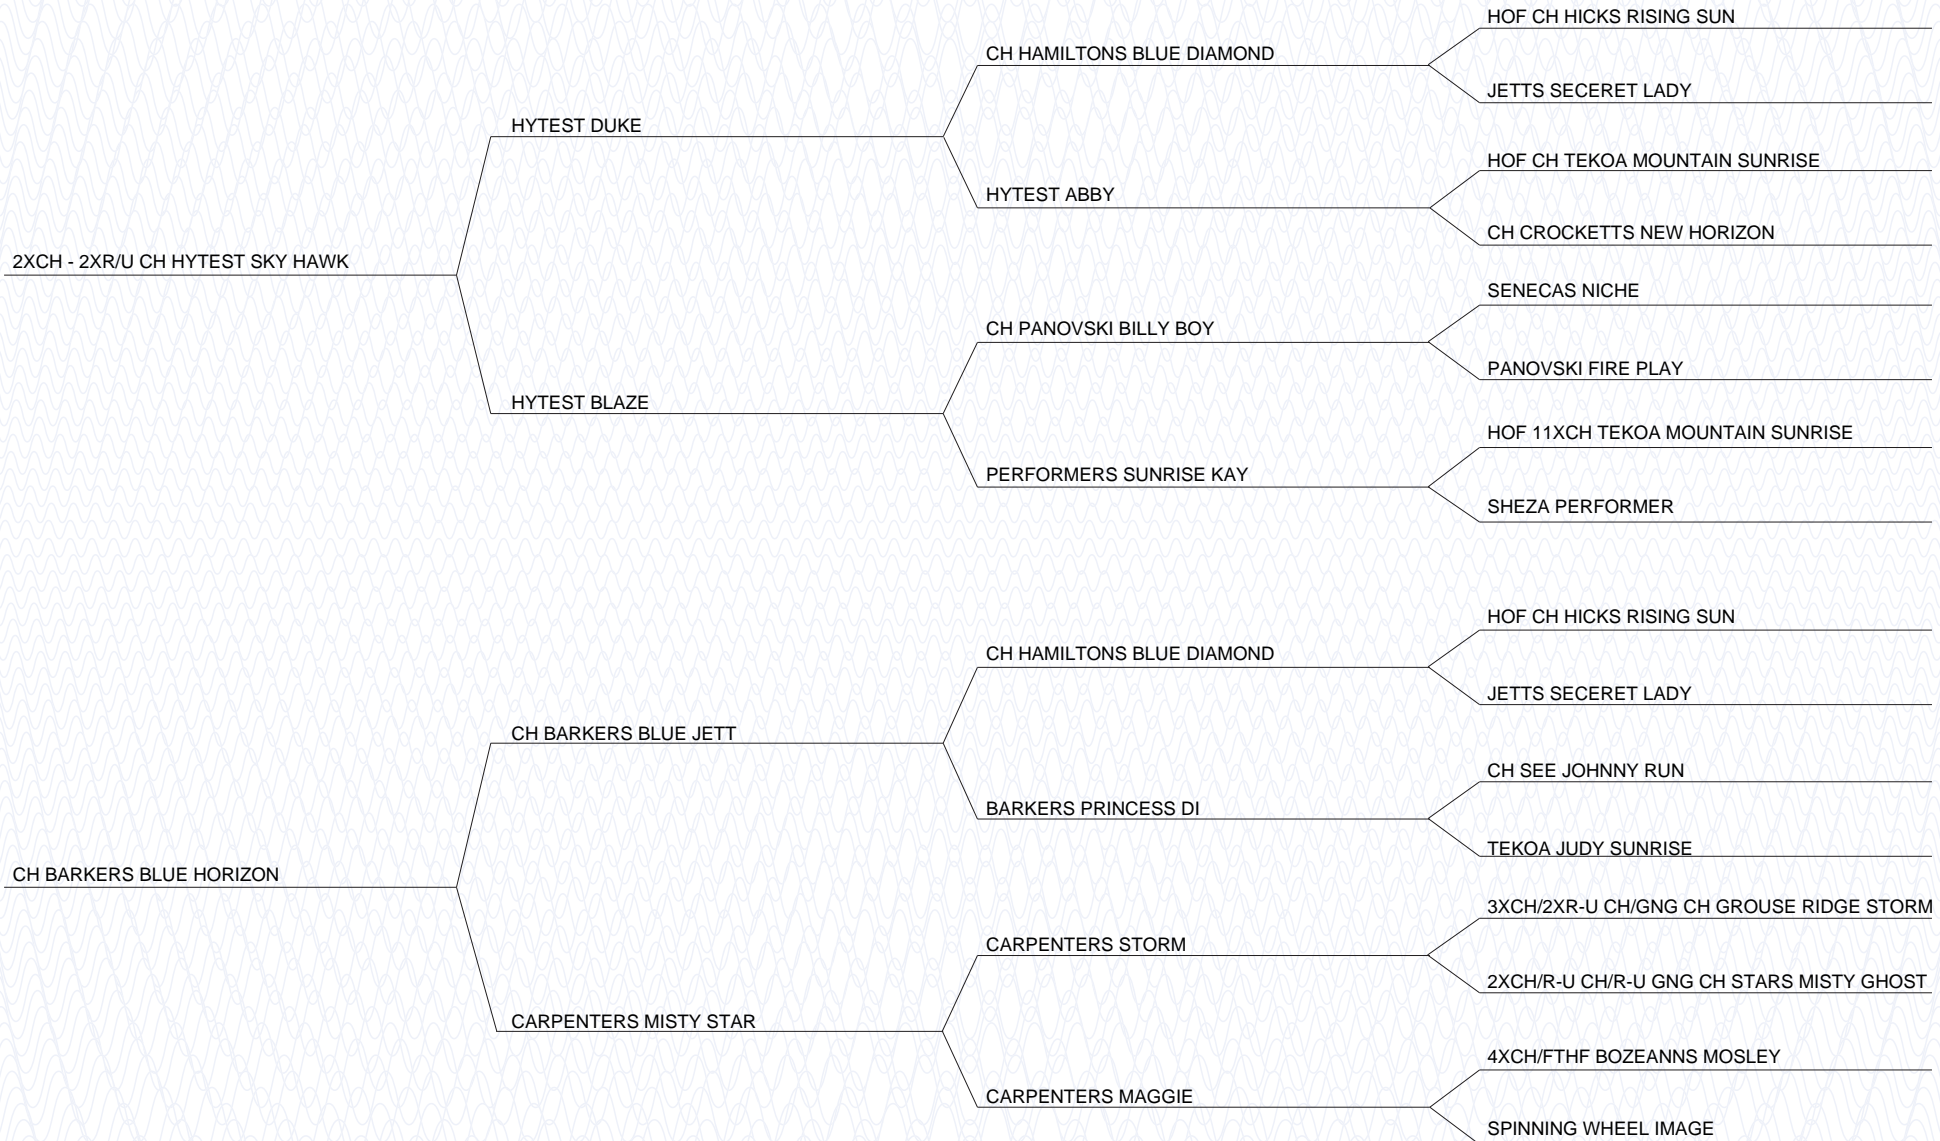 HOF CH HICKS RISING SUN
CH HAMILTONS BLUE DIAMOND
JETTS SECERET LADY
HYTEST DUKE
HOF CH TEKOA MOUNTAIN SUNRISE
HYTEST ABBY
CH CROCKETTS NEW HORIZON
2XCH - 2XR/U CH HYTEST SKY HAWK
SENECAS NICHE
CH PANOVSKI BILLY BOY
PANOVSKI FIRE PLAY
HYTEST BLAZE
HOF 11XCH TEKOA MOUNTAIN SUNRISE
PERFORMERS SUNRISE KAY
SHEZA PERFORMER
HOF CH HICKS RISING SUN
CH HAMILTONS BLUE DIAMOND
JETTS SECERET LADY
CH BARKERS BLUE JETT
CH SEE JOHNNY RUN
BARKERS PRINCESS DI
TEKOA JUDY SUNRISE
CH BARKERS BLUE HORIZON
3XCH/2XR-U CH/GNG CH GROUSE RIDGE STORM
CARPENTERS STORM
2XCH/R-U CH/R-U GNG CH STARS MISTY GHOST
CARPENTERS MISTY STAR
4XCH/FTHF BOZEANNS MOSLEY
CARPENTERS MAGGIE
SPINNING WHEEL IMAGE